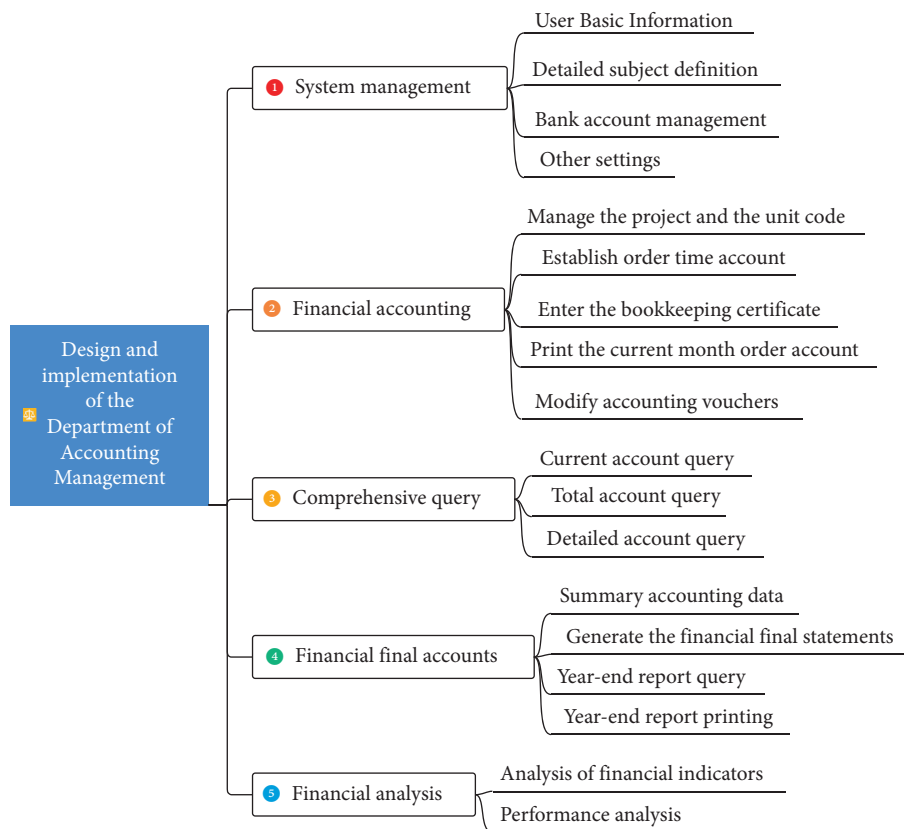 Design and
implementation
of the
Department of
Accounting
Management
1 System management
User Basic Information
Detailed subject definition
Bank account management
Other settings
2 Financial accounting
Manage the project and the unit code
Establish order time account
Enter the bookkeeping certificate
Print the current month order account
Modify accounting vouchers
3 Comprehensive query
Current account query
Total account query
Detailed account query
4 Financial final accounts
Summary accounting data
Generate the financial final statements
Year-end report query
Year-end report printing
5 Financial analysis
Analysis of financial indicators
Performance analysis